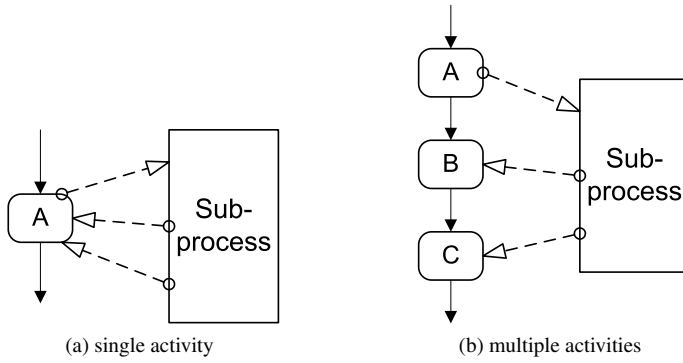 A
Sub-
process
(a) single activity
A
B
C
Sub-
process
(b) multiple activities